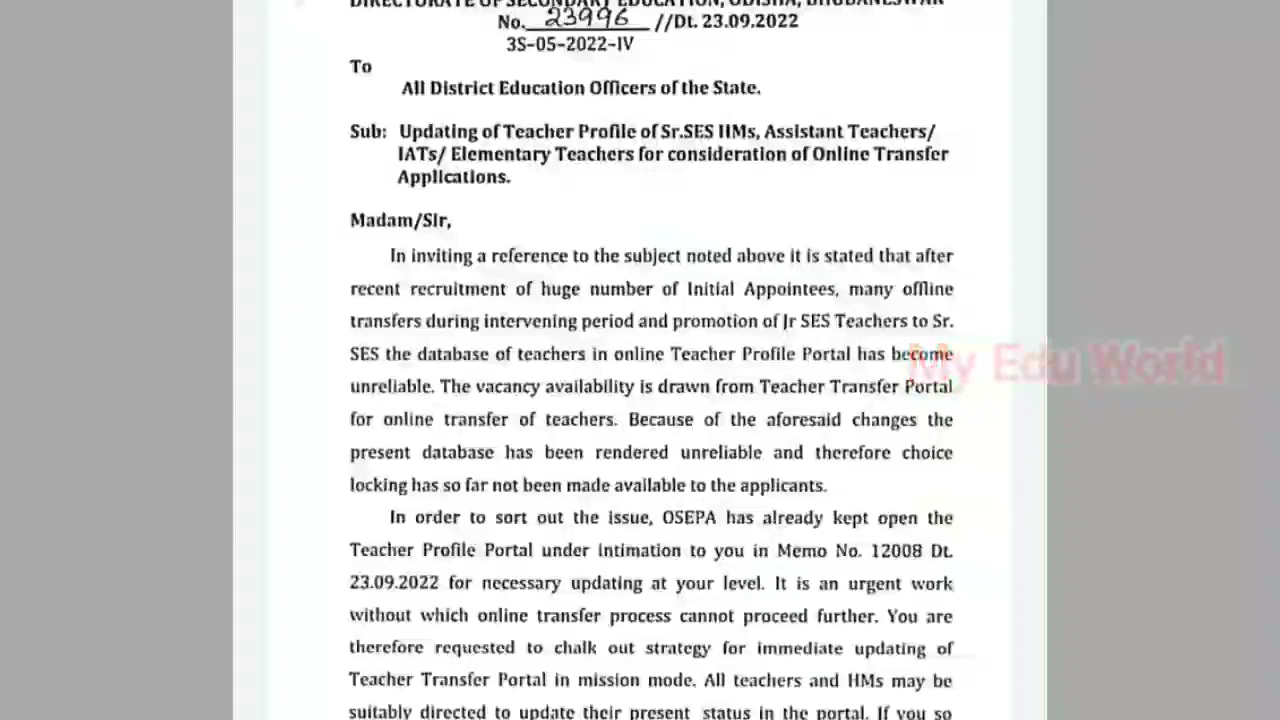 DIRECTORATE OF SECONDARY EDUCATION, ODISHA, BHUBANESWAR
No. 23996 //Dt. 23.09.2022
3S-05-2022-IV
To
All District Education Officers of the State.
Sub: Updating of Teacher Profile of Sr.SES HMs, Assistant Teachers/
IATs/ Elementary Teachers for consideration of Online Transfer
Applications.
Madam/Sir,
In inviting a reference to the subject noted above it is stated that after
recent recruitment of huge number of Initial Appointees, many offline
transfers during intervening period and promotion of Jr SES Teachers to Sr.
SES the database of teachers in online Teacher Profile Portal has become
My Edu World
unreliable. The vacancy availability is drawn from Teacher Transfer Portal
for online transfer of teachers. Because of the aforesaid changes the
present database has been rendered unreliable and therefore choice
locking has so far not been made available to the applicants.
In order to sort out the issue, OSEPA has already kept open the
Teacher Profile Portal under intimation to you in Memo No. 12008 Dt.
23.09.2022 for necessary updating at your level. It is an urgent work
without which online transfer process cannot proceed further. You are
therefore requested to chalk out strategy for immediate updating of
Teacher Transfer Portal in mission mode. All teachers and HMs may be
suitably directed to update their present status in the portal. If you so